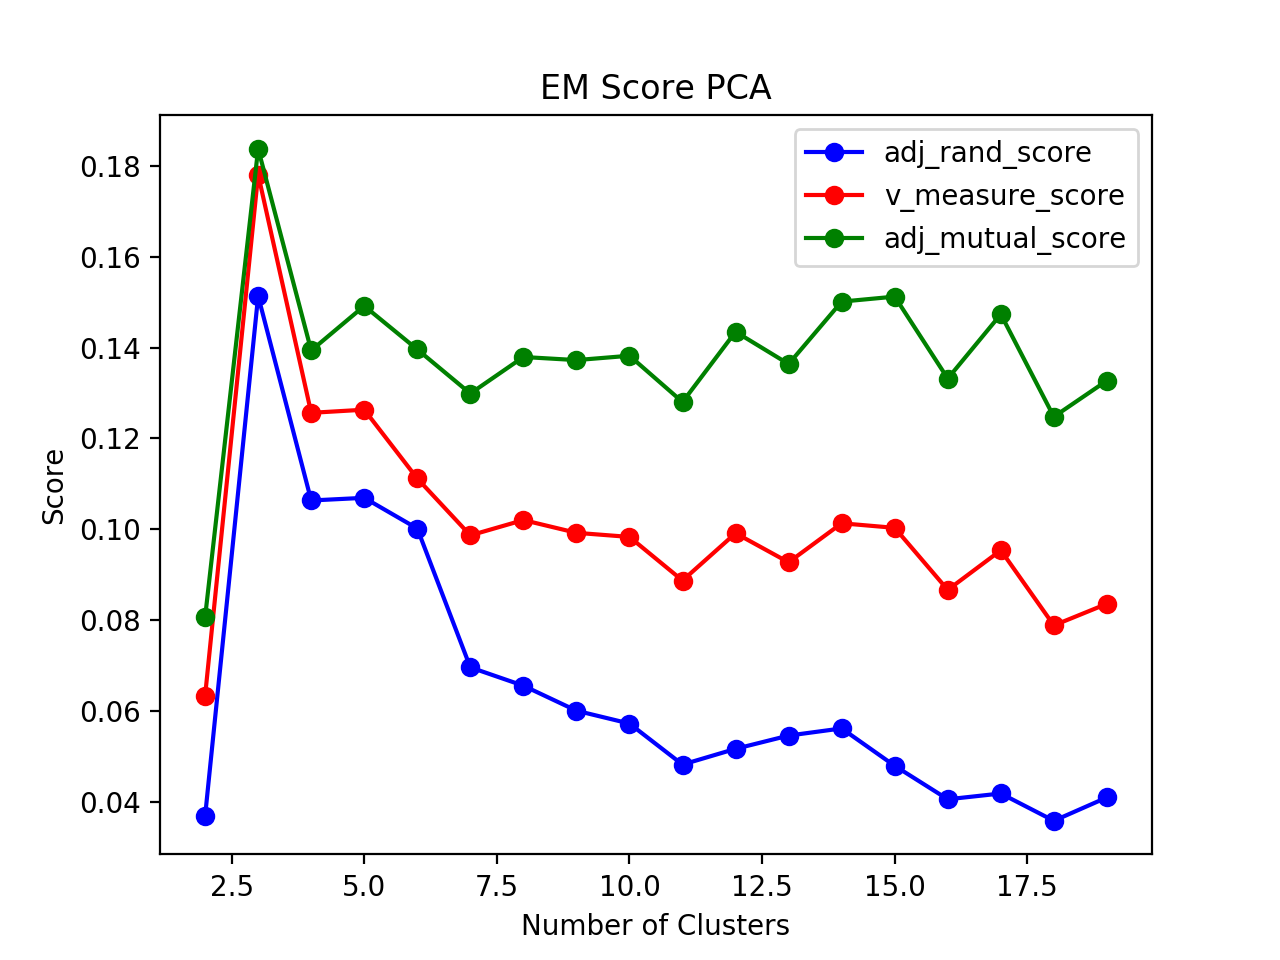 EM Score PCA
adj_rand_score
v_measure_score
adj_mutual_score
0.18
0.16
0.14
0.12
0.10
0.08
0.06
0.04
Score
2.5 5.0 7.5 10.0 12.5 15.0 17.5
Number of Clusters